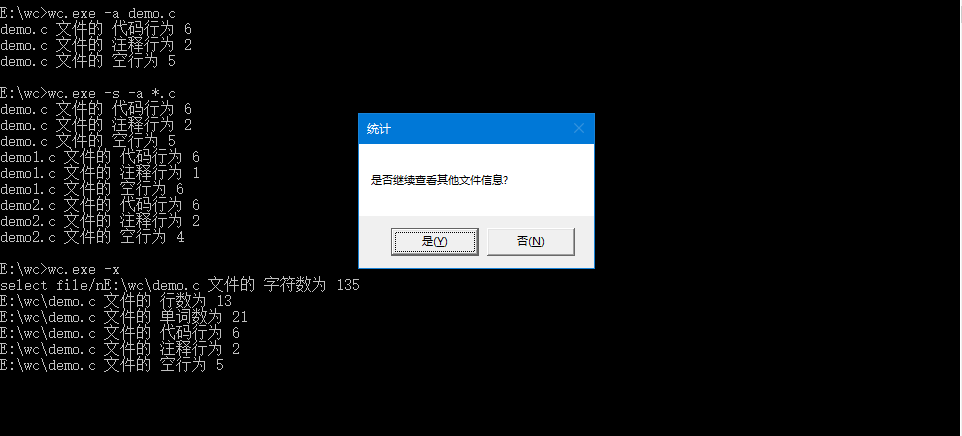 E:\wc>wc.exe -a demo.c
demo.c 文件的 代码行为 6
demo.c 文件的 注释行为 2
demo.c 文件的 空行为 5
E:\wc>wc.exe -s -a *.c
demo.c 文件的 代码行为 6
demo.c 文件的 注释行为 2
demo.c 文件的 空行为 5
demo1.c 文件的 代码行为 6
demo1.c 文件的 注释行为 1
demo1.c 文件的 空行为 6
demo2.c 文件的 代码行为 6
demo2.c 文件的 注释行为 2
demo2.c 文件的 空行为 4
E:\wc>wc.exe -x
select file/nE:\wc\demo.c 文件的 字符数为 135
E:\wc\demo.c 文件的 行数为 13
E:\wc\demo.c 文件的 单词数为 21
E:\wc\demo.c 文件的 代码行为 6
E:\wc\demo.c 文件的 注释行为 2
E:\wc\demo.c 文件的 空行为 5
统计
是否继续查看其他文件信息?
是(Y)
否(N)